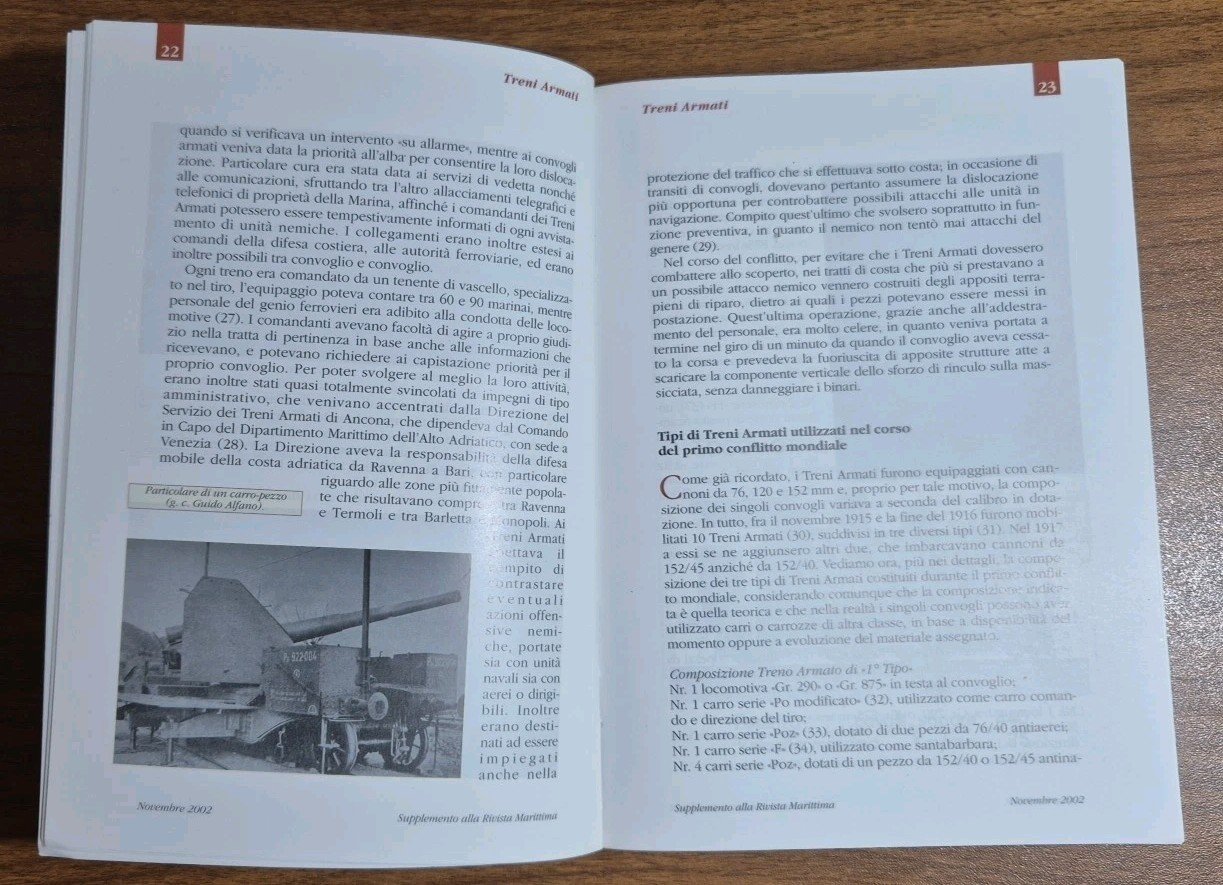 22
Treni Armati
quando si verificava un intervento «su allarme», mentre ai convogli
armati veniva data la priorità all'alba per consentire la loro disloca-
zione. Particolare cura era stata data ai servizi di vedetta nonché
alle comunicazioni, sfruttando tra l'altro allacciamenti telegrafici e
telefonici di proprietà della Marina, affinché i comandanti dei Treni
Armati potessero essere tempestivamente informati di ogni avvista-
mento di unità nemiche. I collegamenti erano inoltre estesi ai
comandi della difesa costiera, alle autorità ferroviarie, ed erano
inoltre possibili tra convoglio e convoglio.
Ogni treno era comandato da un tenente di vascello, specializza-
to nel tiro, l'equipaggio poteva contare tra 60 e 90 marinai, mentre
personale del genio ferrovieri era adibito alla condotta delle loco-
motive (27). I comandanti avevano facoltà di agire a proprio giudi-
zio nella tratta di pertinenza in base anche alle informazioni che
ricevevano, e potevano richiedere ai capistazione priorità per il
proprio convoglio. Per poter svolgere al meglio la loro attività,
erano inoltre stati quasi totalmente svincolati da impegni di tipo
amministrativo, che venivano accentrati dalla Direzione del
Servizio dei Treni Armati di Ancona, che dipendeva dal Comando
in Capo del Dipartimento Marittimo dell'Alto Adriatico, con sede a
Venezia (28). La Direzione aveva la responsabilità della difesa
mobile della costa adriatica da Ravenna a Bari, con particolare
riguardo alle zone più fittamente popola-
te che risultavano comprese tra Ravenna
e Termoli e tra Barletta e Monopoli. Ai
Treni Armati
spettava il
compito di
contrastare
eventuali
azioni offen-
sive nemi-
che, portate
sia con unità
navali sia con
aerei o dirigi-
bili. Inoltre
erano desti-
nati ad essere
impiegati
anche nella
Particolare di un carro-pezzo
(g. c. Guido Alfano).
Po 922-004
Novembre 2002
Supplemento alla Rivista Marittima
23
Treni Armati
protezione del traffico che si effettuava sotto costa; in occasione di
transiti di convogli, dovevano pertanto assumere la dislocazione
più opportuna per controbattere possibili attacchi alle unità in
navigazione. Compito quest'ultimo che svolsero soprattutto in fun-
zione preventiva, in quanto il nemico non tentò mai attacchi del
genere (29).
Nel corso del conflitto, per evitare che i Treni Armati dovessero
combattere allo scoperto, nei tratti di costa che più si prestavano a
un possibile attacco nemico vennero costruiti degli appositi terra-
pieni di riparo, dietro ai quali i pezzi potevano essere messi in
postazione. Quest'ultima operazione, grazie anche all'addestra-
mento del personale, era molto celere, in quanto veniva portata a
termine nel giro di un minuto da quando il convoglio aveva cessa-
to la corsa e prevedeva la fuoriuscita di apposite strutture atte a
scaricare la componente verticale dello sforzo di rinculo sulla mas-
sicciata, senza danneggiare i binari.
Tipi di Treni Armati utilizzati nel corso
del primo conflitto mondiale
Come già ricordato, i Treni Armati furono equipaggiati con can-
noni da 76, 120 e 152 mm e, proprio per tale motivo, la compo-
sizione dei singoli convogli variava a seconda del calibro in dota-
zione. In tutto, fra il novembre 1915 e la fine del 1916 furono mobi-
litati 10 Treni Armati (30), suddivisi in tre diversi tipi (31). Nel 1917
a essi se ne aggiunsero altri due, che imbarcavano cannoni da
152/45 anziché da 152/40. Vediamo ora, più nei dettagli, la compo-
sizione dei tre tipi di Treni Armati costituiti durante il primo conflit-
to mondiale, considerando comunque che la composizione indica-
ta è quella teorica e che nella realtà i singoli convogli possono aver
utilizzato carri o carrozze di altra classe, in base a disponibilità del
momento oppure a evoluzione del materiale assegnato.
Composizione Treno Armato di «1° Tipo»
Nr. 1 locomotiva «Gr. 290» o «Gr. 875» in testa al convoglio;
Nr. 1 carro serie «Po modificato» (32), utilizzato come carro coman-
do e direzione del tiro;
Nr. 1 carro serie «Poz» (33), dotato di due pezzi da 76/40 antiaerei;
Nr. 1 carro serie «F» (34), utilizzato come santabarbara;
Nr. 4 carri serie «Poz», dotati di un pezzo da 152/40 o 152/45 antina-
Supplemento alla Rivista Marittima
Novembre 2002